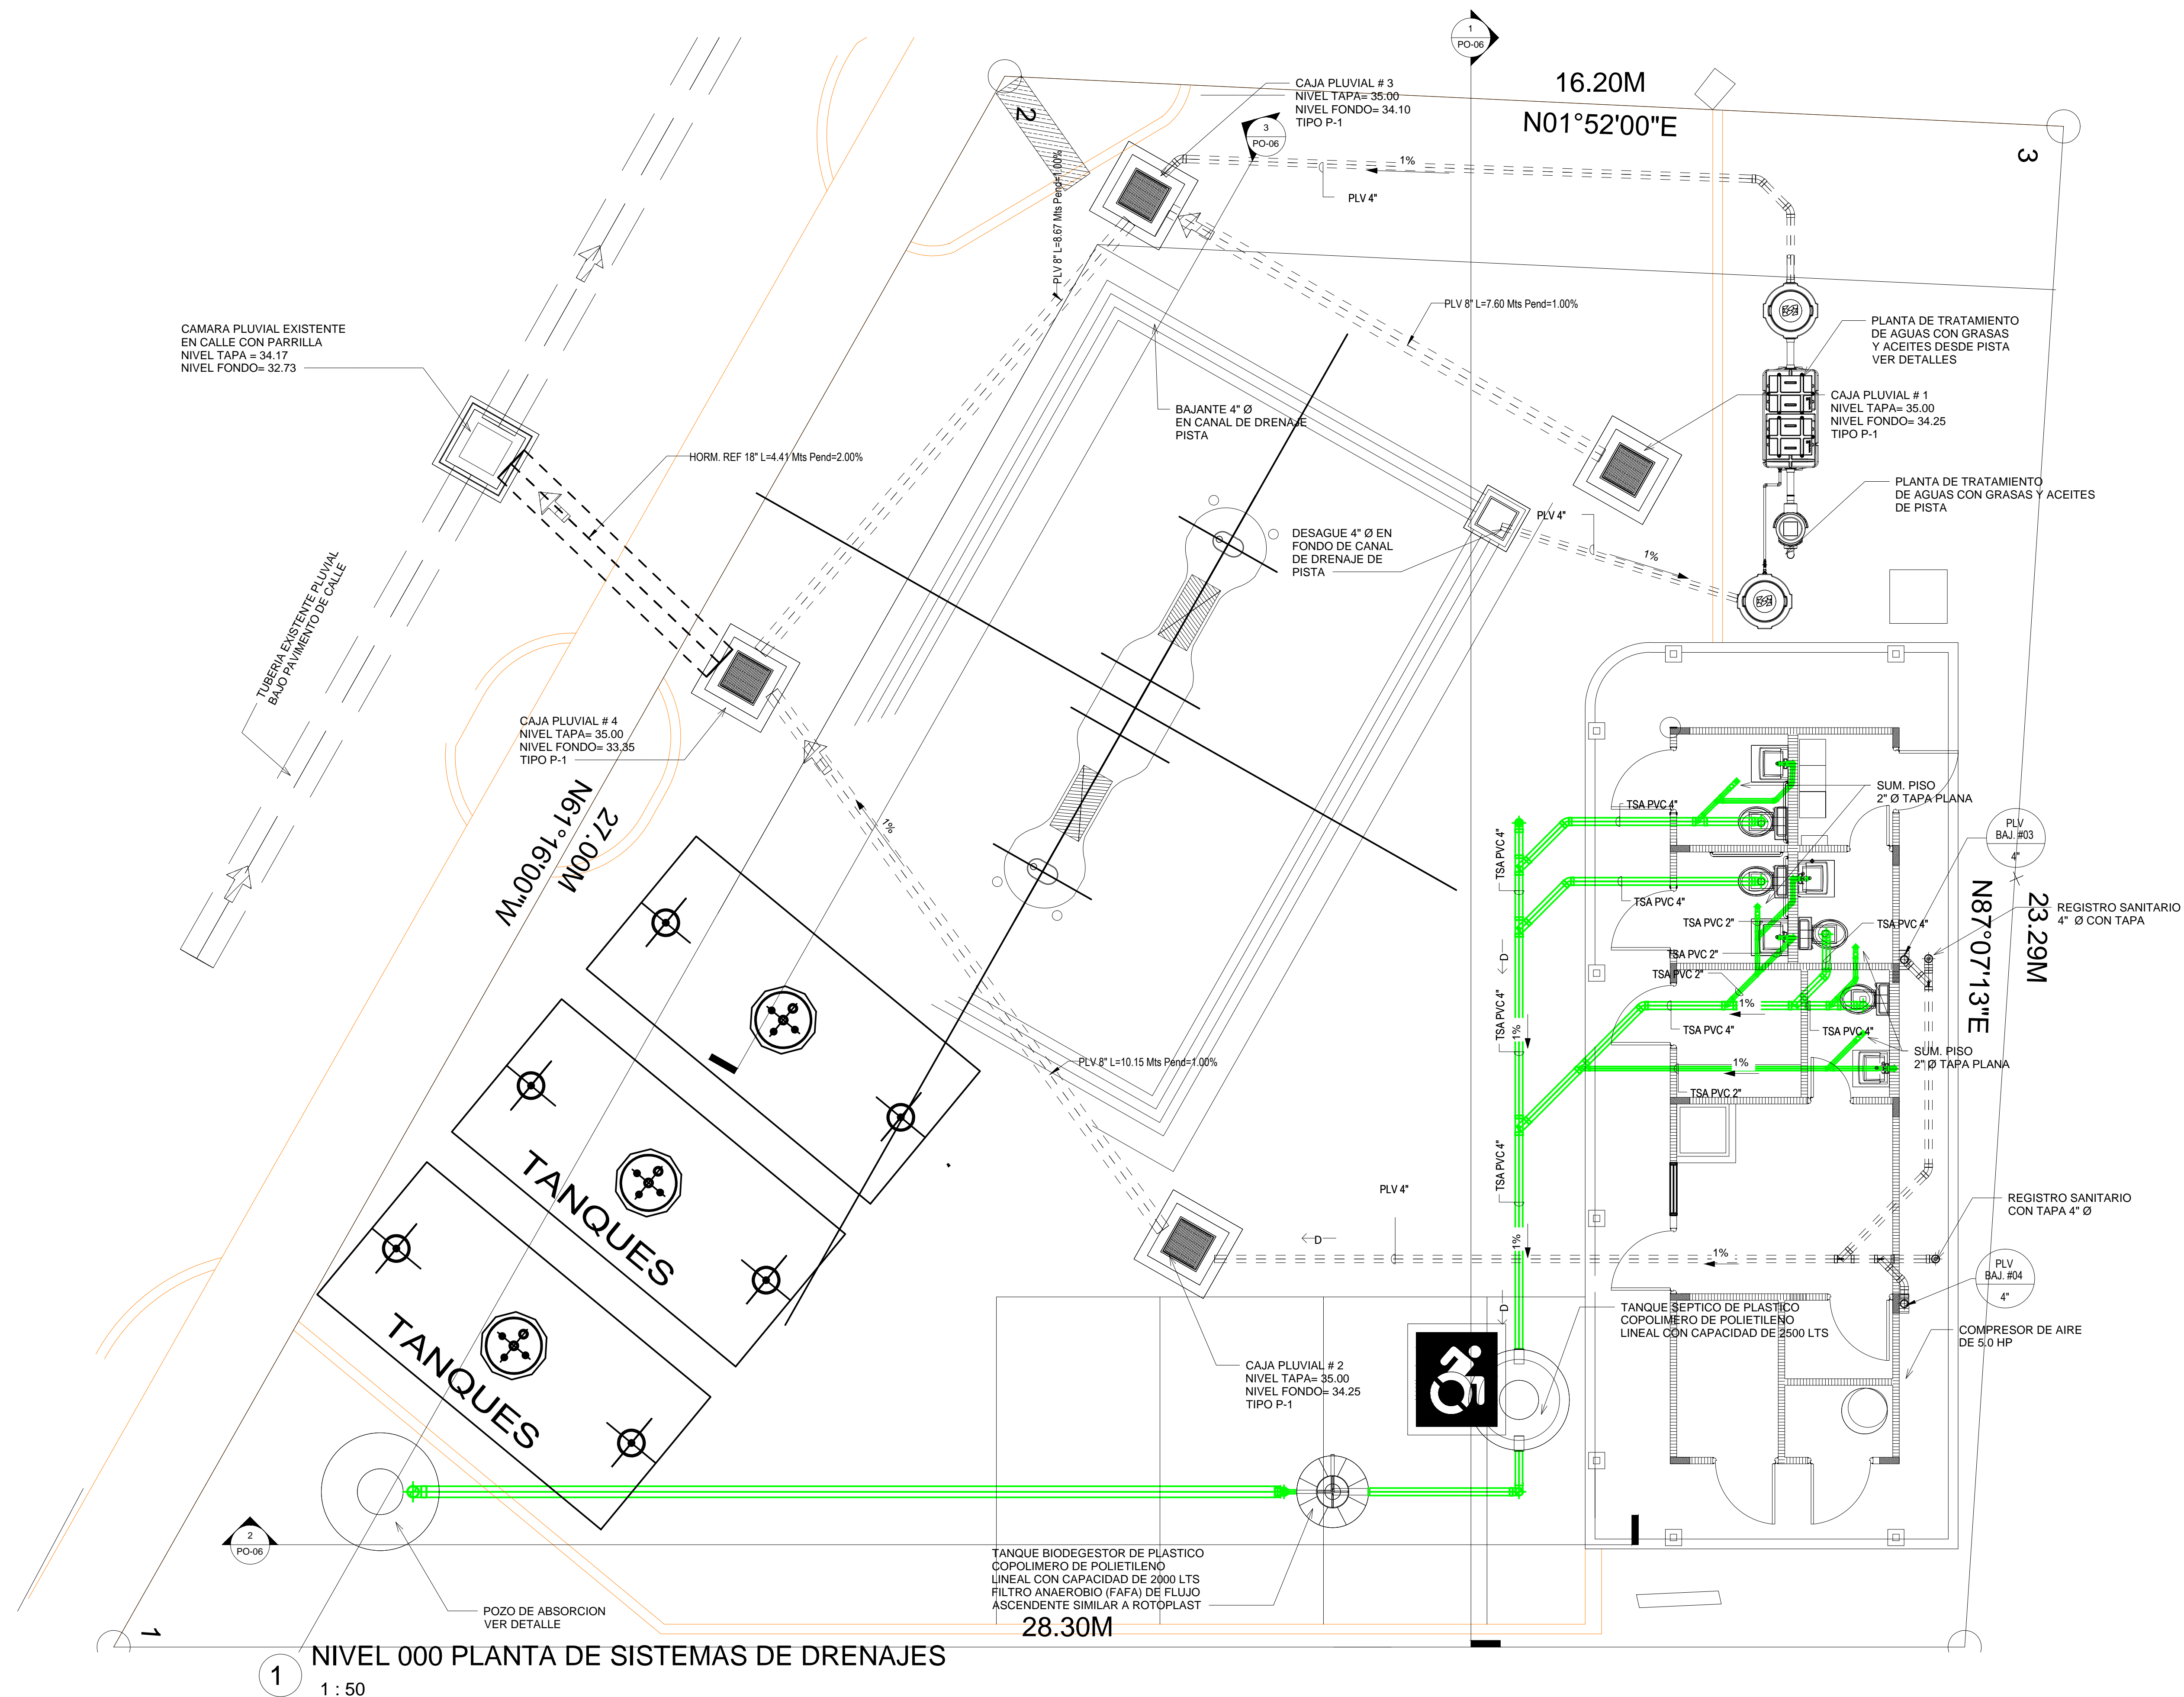 1
PO-06
16.20M
N01°52'00"E
CAJA PLUVIAL # 3
NIVEL TAPA= 35.00
NIVEL FONDO= 34.10
TIPO P-1
3
PO-06
2
3
1%
PLV 4"
PLV 8" L=8.67 Mts Pend=1.00%
PLV 8" L=7.60 Mts Pend=1.00%
CAMARA PLUVIAL EXISTENTE
EN CALLE CON PARRILLA
NIVEL TAPA = 34.17
NIVEL FONDO= 32.73
PLANTA DE TRATAMIENTO
DE AGUAS CON GRASAS
Y ACEITES DESDE PISTA
VER DETALLES
CAJA PLUVIAL # 1
NIVEL TAPA= 35.00
NIVEL FONDO= 34.25
TIPO P-1
BAJANTE 4" Ø
EN CANAL DE DRENAJE
PISTA
HORM. REF 18" L=4.41 Mts Pend=2.00%
PLANTA DE TRATAMIENTO
DE AGUAS CON GRASAS Y ACEITES
DE PISTA
PLV 4"
1%
DESAGUE 4" Ø EN
FONDO DE CANAL
DE DRENAJE DE
PISTA
TUBERIA EXISTENTE PLUVIAL
BAJO PAVIMENTO DE CALLE
CAJA PLUVIAL # 4
NIVEL TAPA= 35.00
NIVEL FONDO= 33.35
TIPO P-1
27.00M
N61°16'00"W
1%
SUM. PISO
2" Ø TAPA PLANA
TSA PVC 4"
TSA PVC 4"
TSA PVC 4"
PLV
BAJ. #03
4"
TSA PVC 2"
TSA PVC 4"
TSA PVC 2"
TSA PVC 2"
REGISTRO SANITARIO
4" Ø CON TAPA
23.29M
N87°07'13"E
D
TSA PVC 4"
1%
1%
TSA PVC 4"
TSA PVC 4"
SUM. PISO
2" Ø TAPA PLANA
1%
TSA PVC 2"
PLV 8" L=10.15 Mts Pend=1.00%
TSA PVC 4"
PLV 4"
REGISTRO SANITARIO
CON TAPA 4" Ø
D
1%
1%
PLV
BAJ. #04
4"
TANQUES
TANQUES
D
TANQUE SEPTICO DE PLASTICO
COPOLIMERO DE POLIETILENO
LINEAL CON CAPACIDAD DE 2500 LTS
COMPRESOR DE AIRE
DE 5.0 HP
CAJA PLUVIAL # 2
NIVEL TAPA= 35.00
NIVEL FONDO= 34.25
TIPO P-1
2
PO-06
TANQUE BIODEGESTOR DE PLASTICO
COPOLIMERO DE POLIETILENO
LINEAL CON CAPACIDAD DE 2000 LTS
FILTRO ANAEROBIO (FAFA) DE FLUJO
ASCENDENTE SIMILAR A ROTOPLAST
POZO DE ABSORCION
VER DETALLE
28.30M
1
1
NIVEL 000 PLANTA DE SISTEMAS DE DRENAJES
1 : 50